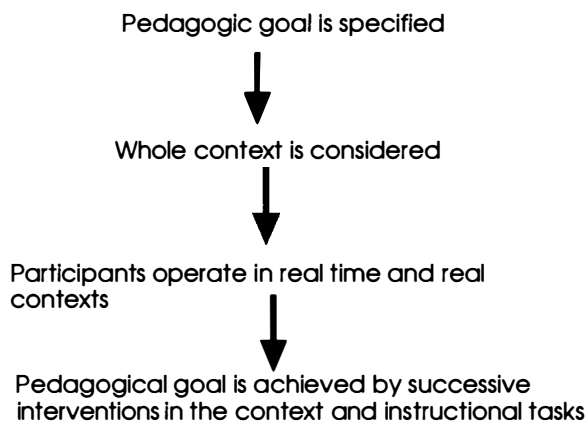 Pedagogic goal is specified
Whole context is considered
Participants operate in real time and real
contexts
Pedagogical goal is achieved by successive
interventions in the context and instructional tasks